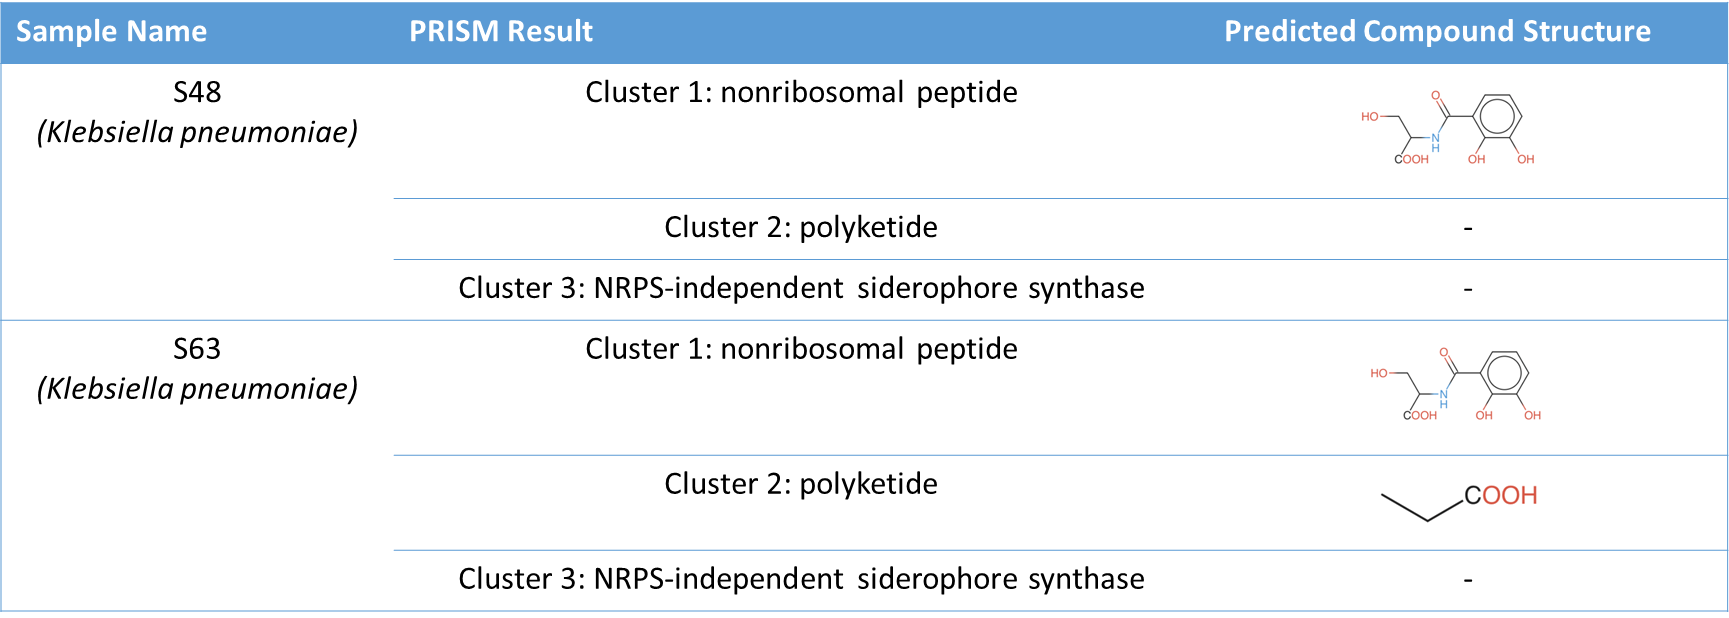 Sample Name PRISM Result Predicted Compound Structure
S48 Cluster 1: nonribosomal peptide
(Klebsiella pneumoniae)
O
HO
N
H
COOH OH OH
Cluster 2: polyketide -
Cluster 3: NRPS-independent siderophore synthase -
S63 Cluster 1: nonribosomal peptide
(Klebsiella pneumoniae)
O
HO
N
H
COOH OH OH
Cluster 2: polyketide COOH
Cluster 3: NRPS-independent siderophore synthase -